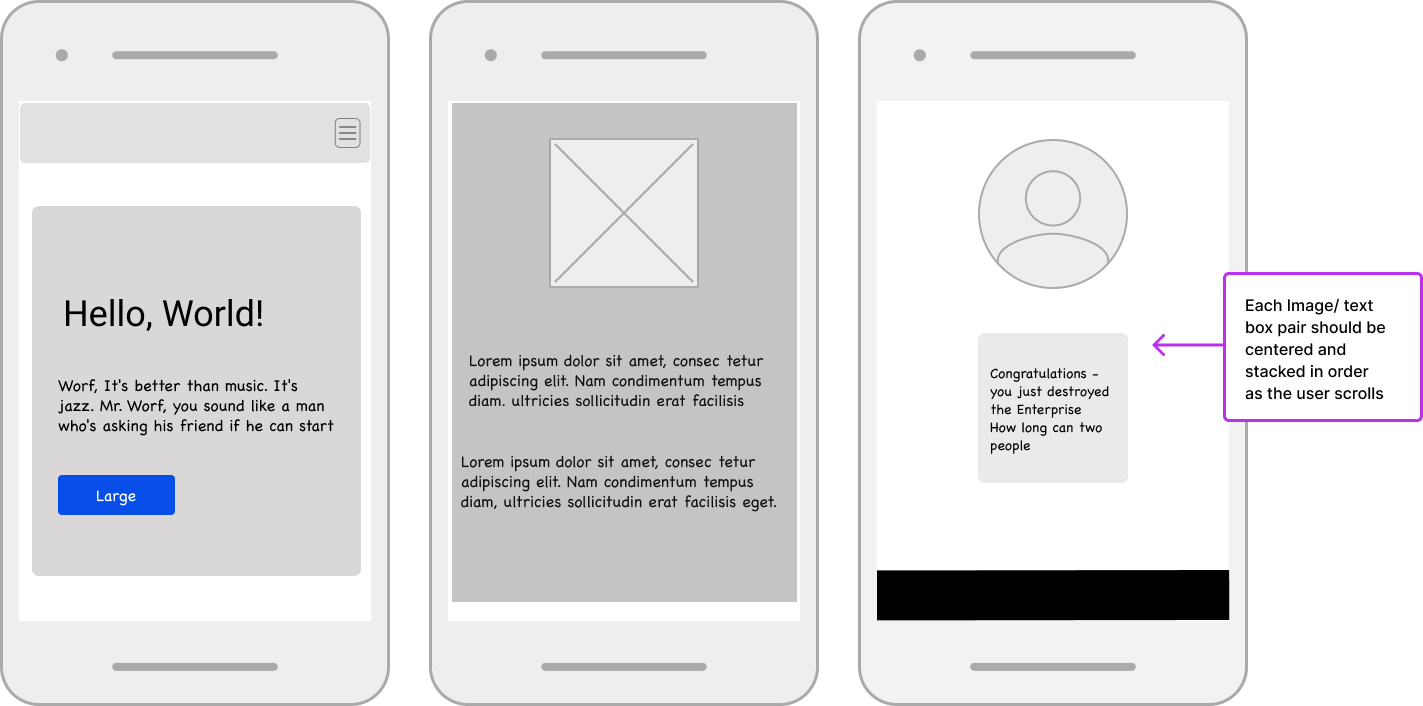 Hello, World!
Worf, It's better than music. It's
jazz. Mr. Worf, you sound like a man
who's asking his friend if he can start
Large
Lorem ipsum dolor sit amet, consec tetur
adipiscing elit. Nam condimentum tempus
diam. ultricies sollicitudin erat facilisis
Lorem ipsum dolor sit amet, consec tetur
adipiscing elit. Nam condimentum tempus
diam, ultricies sollicitudin erat facilisis eget.
Congratulations -
you just destroyed
the Enterprise
How long can two
people
Each Image/ text
box pair should be
centered and
stacked in order
as the user scrolls